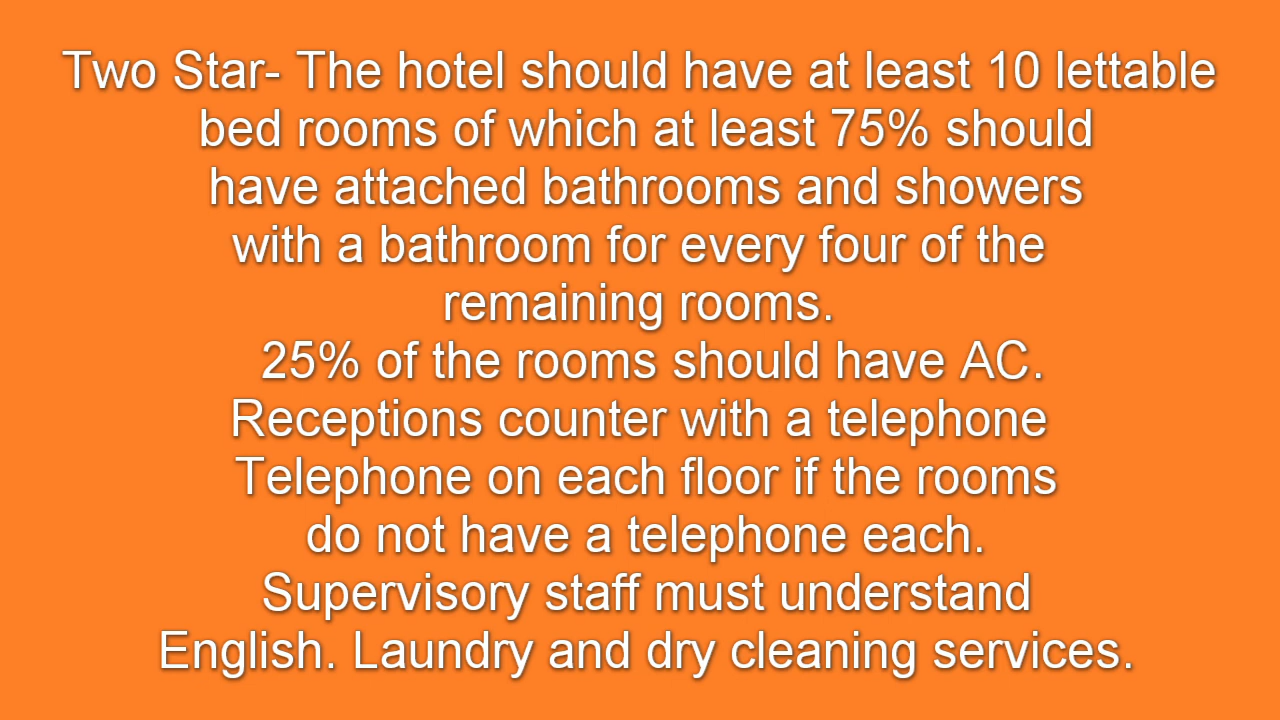 Two Star- The hotel should have at least 10 lettable
bed rooms of which at least 75% should
have attached bathrooms and showers
with a bathroom for every four of the
remaining rooms.
25% of the rooms should have AC.
Receptions counter with a telephone
Telephone on each floor if the rooms
do not have a telephone each.
Supervisory staff must understand
English. Laundry and dry cleaning services.